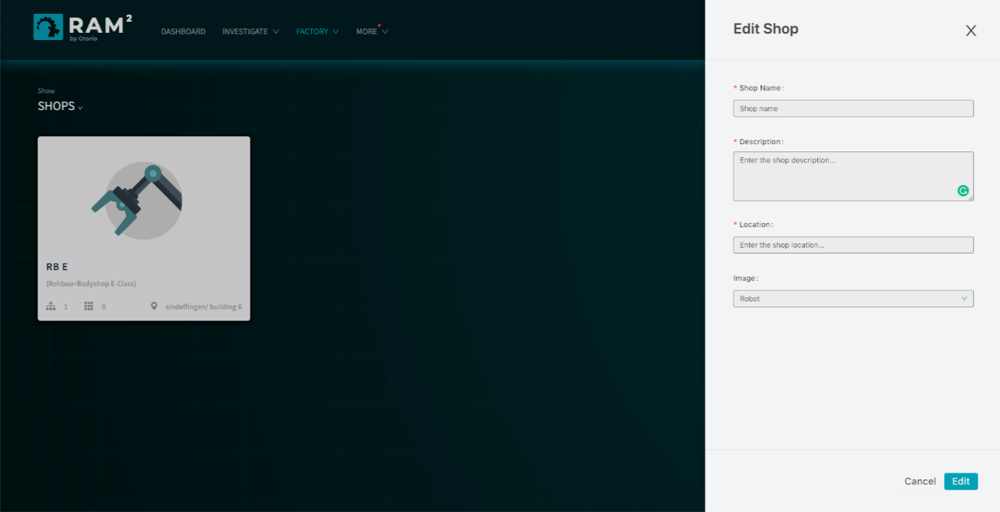 RAM²
by Otorio
DASHBOARD INVESTIGATE FACTORY MORE
Show
SHOPS
RB E
(Rohbau=Bodyshop E-Class)
1 0 sindelfingen/ building 6
Edit Shop
* Shop Name:
Shop name
* Description:
Enter the shop description...
* Location:
Enter the shop location...
Image:
Robot
Cancel Edit